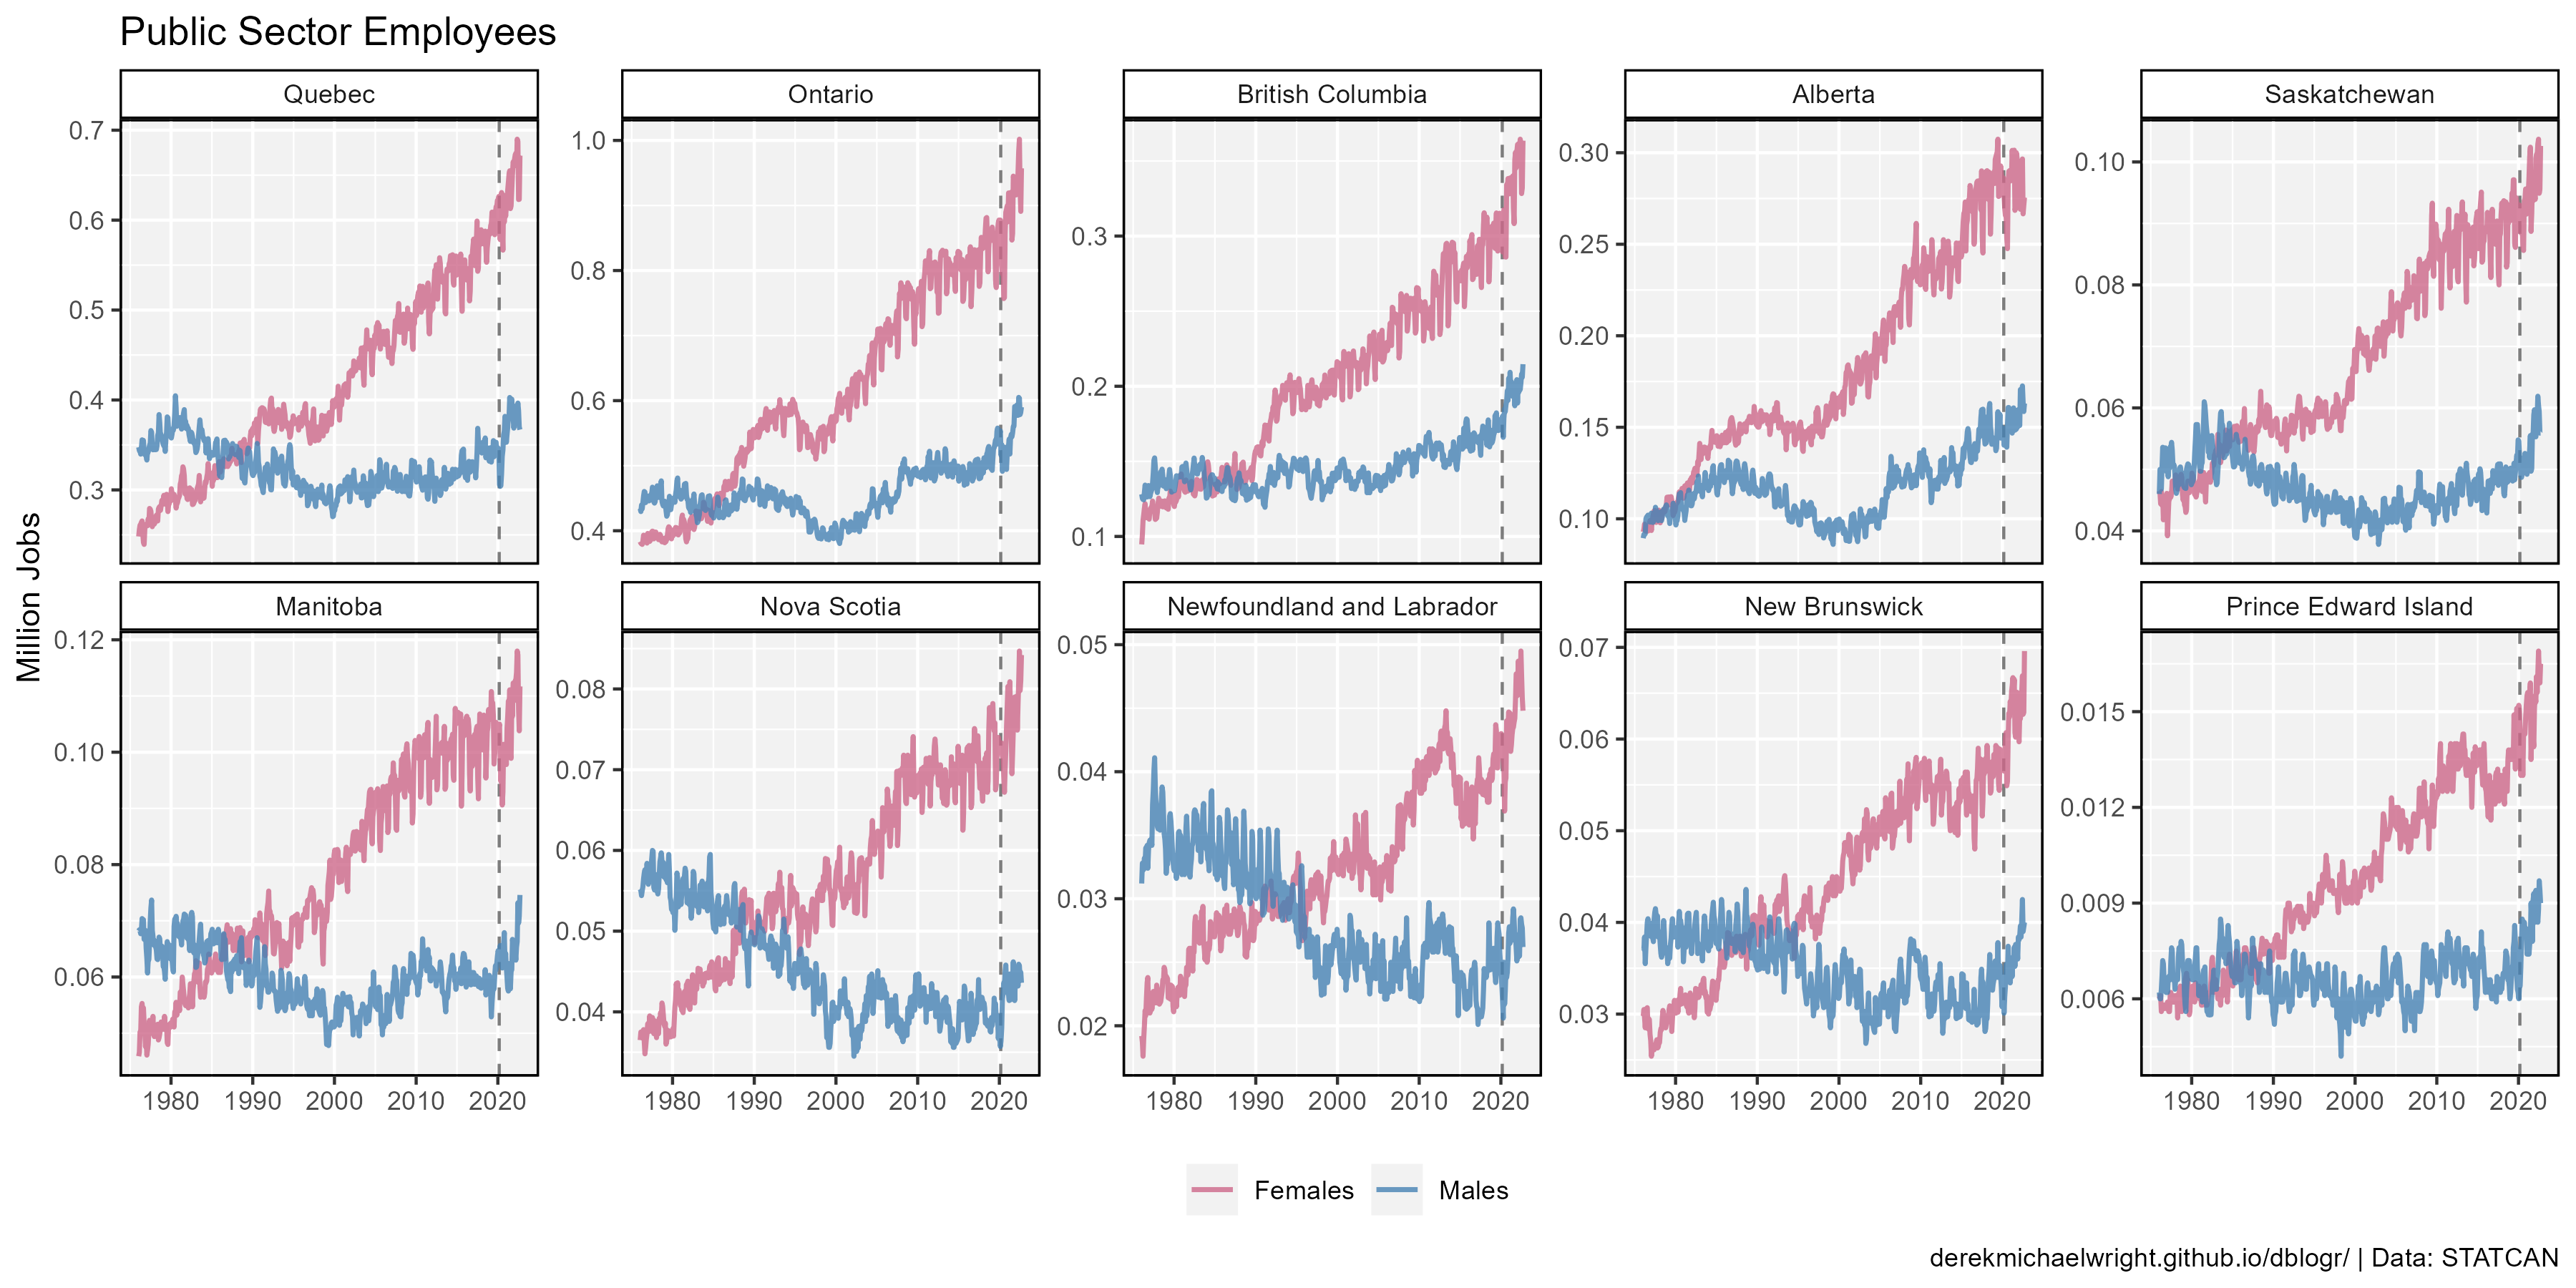 Public Sector Employees
Quebec
Ontario
British Columbia
Alberta
Saskatchewan
0.7
0.6
0.5
0.4
0.3
1.0
0.8
0.6
0.4
0.3
0.2
0.1
0.30
0.25
0.20
0.15
0.10
0.10
0.08
0.06
0.04
Million Jobs
Manitoba
Nova Scotia
Newfoundland and Labrador
New Brunswick
Prince Edward Island
0.12
0.10
0.08
0.06
0.08
0.07
0.06
0.05
0.04
0.05
0.04
0.03
0.02
0.07
0.06
0.05
0.04
0.03
0.015
0.012
0.009
0.006
1980 1990 2000 2010 2020
1980 1990 2000 2010 2020
1980 1990 2000 2010 2020
1980 1990 2000 2010 2020
1980 1990 2000 2010 2020
Females Males
derekmichaelwright.github.io/dblogr/ | Data: STATCAN